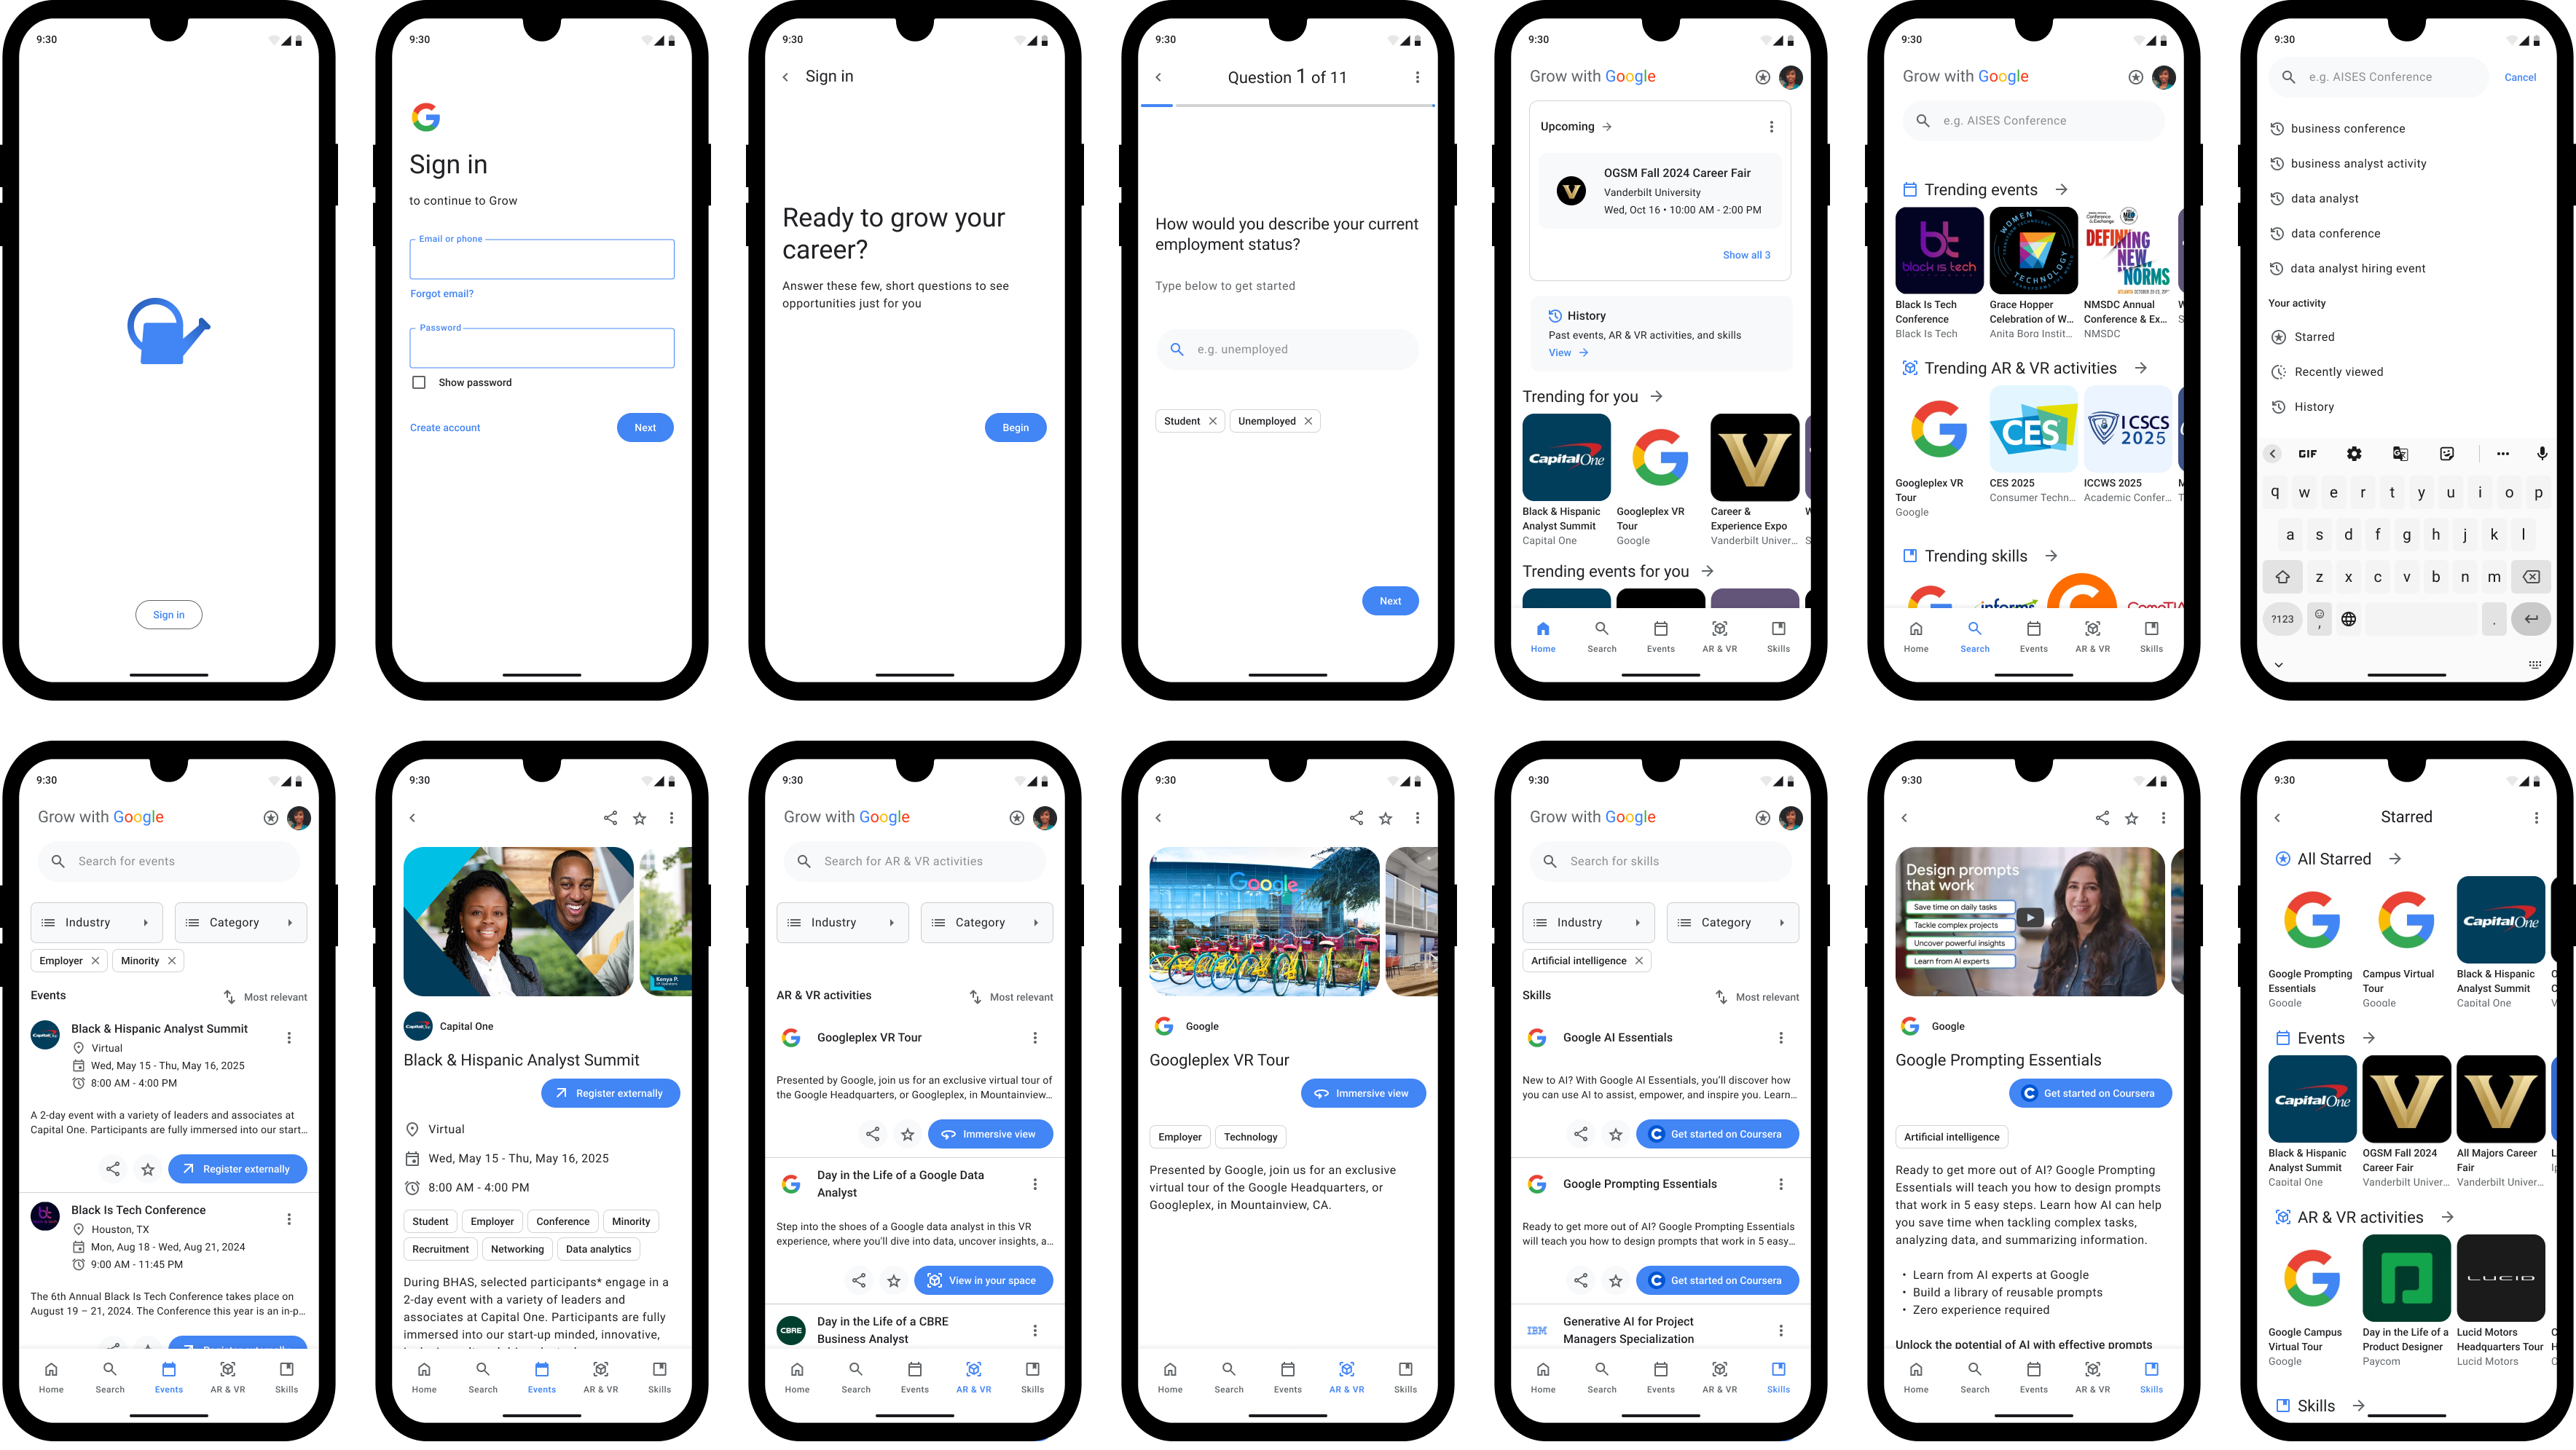 9:30
Sign in
9:30
Sign in
to continue to Grow
Email or phone
Forgot email?
Password
Show password
Create account
Next
9:30
Sign in
Ready to grow your
career?
Answer these few, short questions to see
opportunities just for you
Begin
9:30
Question 1 of 11
How would you describe your current
employment status?
Type below to get started
e.g. unemployed
Student
Unemployed
Next
9:30
Grow with Google
Upcoming
OGSM Fall 2024 Career Fair
Vanderbilt University
Wed, Oct 16 • 10:00 AM - 2:00 PM
Show all 3
History
Past events, AR & VR activities, and skills
View
Trending for you
Capital One
Black & Hispanic
Analyst Summit
Capital One
Googleplex VR
Tour
Google
Career &
Experience Expo
Vanderbilt Univer...
Trending events for you
Home
Search
Events
AR & VR
Skills
9:30
Grow with Google
e.g. AISES Conference
Trending events
bt
black is tech
WOMEN
TECHNOLOGY
DEFINING
NEW
NORMS
Black Is Tech
Conference
Black Is Tech
Grace Hopper
Celebration of W...
Anita Borg Instit...
NMSDC Annual
Conference & Ex...
NMSDC
Trending AR & VR activities
CES
ICSCS
2025
Googleplex VR
Tour
Google
CES 2025
Consumer Techn...
ICCWS 2025
Academic Confer...
Trending skills
informs
CompTIA
Home
Search
Events
AR & VR
Skills
9:30
e.g. AISES Conference
Cancel
business conference
business analyst activity
data analyst
data conference
data analyst hiring event
Your activity
Starred
Recently viewed
History
GIF
q w e r t y u i o p
a s d f g h j k l
z x c v b n m
?123 , .
9:30
Grow with Google
Search for events
Industry
Category
Employer
Minority
Events
Most relevant
Black & Hispanic Analyst Summit
Virtual
Wed, May 15 - Thu, May 16, 2025
8:00 AM - 4:00 PM
A 2-day event with a variety of leaders and associates at
Capital One. Participants are fully immersed into our start...
Register externally
Black Is Tech Conference
Houston, TX
Mon, Aug 18 - Wed, Aug 21, 2024
9:00 AM - 11:45 PM
The 6th Annual Black Is Tech Conference takes place on
August 19 – 21, 2024. The Conference this year is an in-p...
Register externally
Home
Search
Events
AR & VR
Skills
9:30
Kenya P.
Capital One
Black & Hispanic Analyst Summit
Register externally
Virtual
Wed, May 15 - Thu, May 16, 2025
8:00 AM - 4:00 PM
Student
Employer
Conference
Minority
Recruitment
Networking
Data analytics
During BHAS, selected participants* engage in a
2-day event with a variety of leaders and
associates at Capital One. Participants are fully
immersed into our start-up minded, innovative,
Home
Search
Events
AR & VR
Skills
9:30
Grow with Google
Search for AR & VR activities
Industry
Category
AR & VR activities
Most relevant
Googleplex VR Tour
Presented by Google, join us for an exclusive virtual tour of
the Google Headquarters, or Googleplex, in Mountainview...
Immersive view
Day in the Life of a Google Data
Analyst
Step into the shoes of a Google data analyst in this VR
experience, where you'll dive into data, uncover insights, a...
View in your space
CBRE
Day in the Life of a CBRE
Business Analyst
Home
Search
Events
AR & VR
Skills
9:30
Google
Google
Googleplex VR Tour
Immersive view
Employer
Technology
Presented by Google, join us for an exclusive
virtual tour of the Google Headquarters, or
Googleplex, in Mountainview, CA.
Home
Search
Events
AR & VR
Skills
9:30
Grow with Google
Search for skills
Industry
Category
Artificial intelligence
Skills
Most relevant
Google AI Essentials
New to AI? With Google AI Essentials, you'll discover how
you can use AI to assist, empower, and inspire you. Learn...
Get started on Coursera
Google Prompting Essentials
Ready to get more out of AI? Google Prompting Essentials
will teach you how to design prompts that work in 5 easy...
Get started on Coursera
IBM
Generative AI for Project
Managers Specialization
Home
Search
Events
AR & VR
Skills
9:30
Design prompts
that work
Save time on daily tasks
Tackle complex projects
Uncover powerful insights
Learn from AI experts
Google
Google Prompting Essentials
Get started on Coursera
Artificial intelligence
Ready to get more out of AI? Google Prompting
Essentials will teach you how to design prompts
that work in 5 easy steps. Learn how AI can help
you save time when tackling complex tasks,
analyzing data, and summarizing information.
• Learn from AI experts at Google
• Build a library of reusable prompts
• Zero experience required
Unlock the potential of AI with effective prompts
Home
Search
Events
AR & VR
Skills
9:30
Starred
All Starred
Capital One
Google Prompting
Essentials
Google
Campus Virtual
Tour
Google
Black & Hispanic
Analyst Summit
Capital One
Events
Capital One
Black & Hispanic
Analyst Summit
Capital One
OGSM Fall 2024
Career Fair
Vanderbilt Univer...
All Majors Career
Fair
Vanderbilt Univer...
AR & VR activities
LUCID
Google Campus
Virtual Tour
Google
Day in the Life of a
Product Designer
Paycom
Lucid Motors
Headquarters Tour
Lucid Motors
Skills